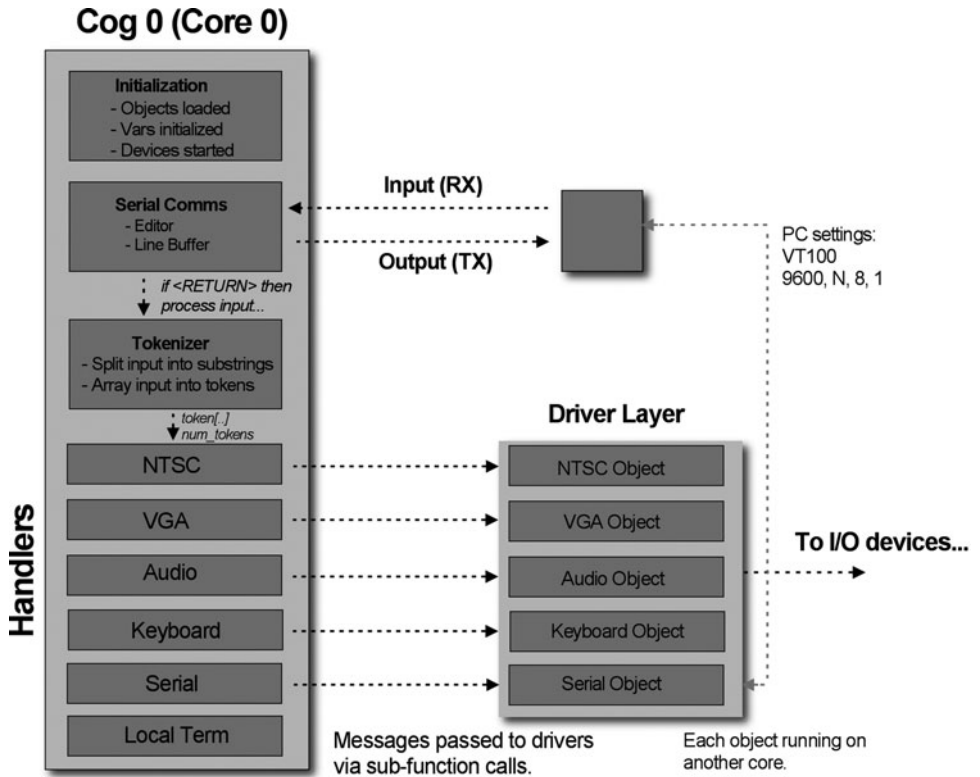 Cog 0 (Core 0)
Initialization
- Objects loaded
- Vars initialized
- Devices started
Serial Comms
- Editor
- Line Buffer
Input (RX)
Output (TX)
PC settings:
VT100
9600, N, 8, 1
if <RETURN> then
process input...
Tokenizer
- Split input into substrings
- Array input into tokens
token[..]
num_tokens
Handlers
NTSC
VGA
Audio
Keyboard
Serial
Local Term
Driver Layer
NTSC Object
VGA Object
Audio Object
Keyboard Object
Serial Object
To I/O devices...
Messages passed to drivers
via sub-function calls.
Each object running on
another core.